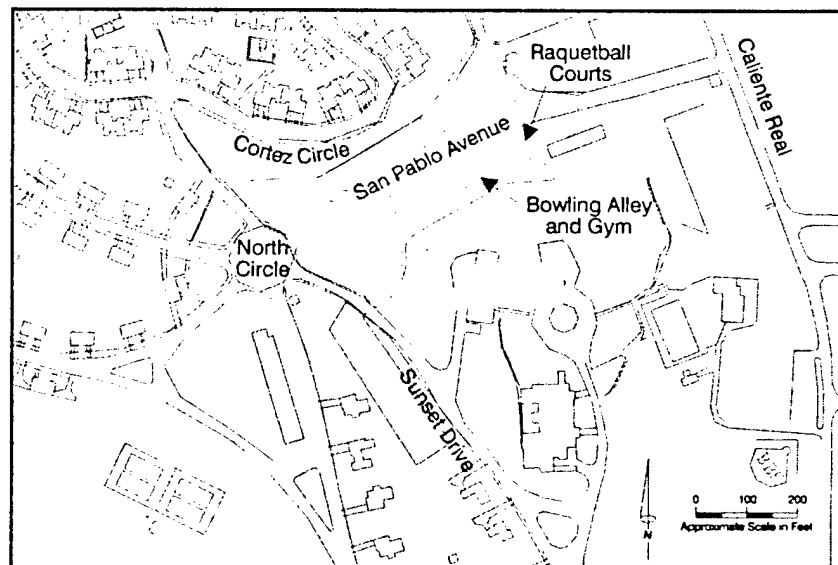 Raquetball
Courts
Caliente Real
Cortez Circle
San Pablo Avenue
Bowling Alley
and Gym
North
Circle
Sunset Drive
0 100 200
Approximate Scale in Feet
N